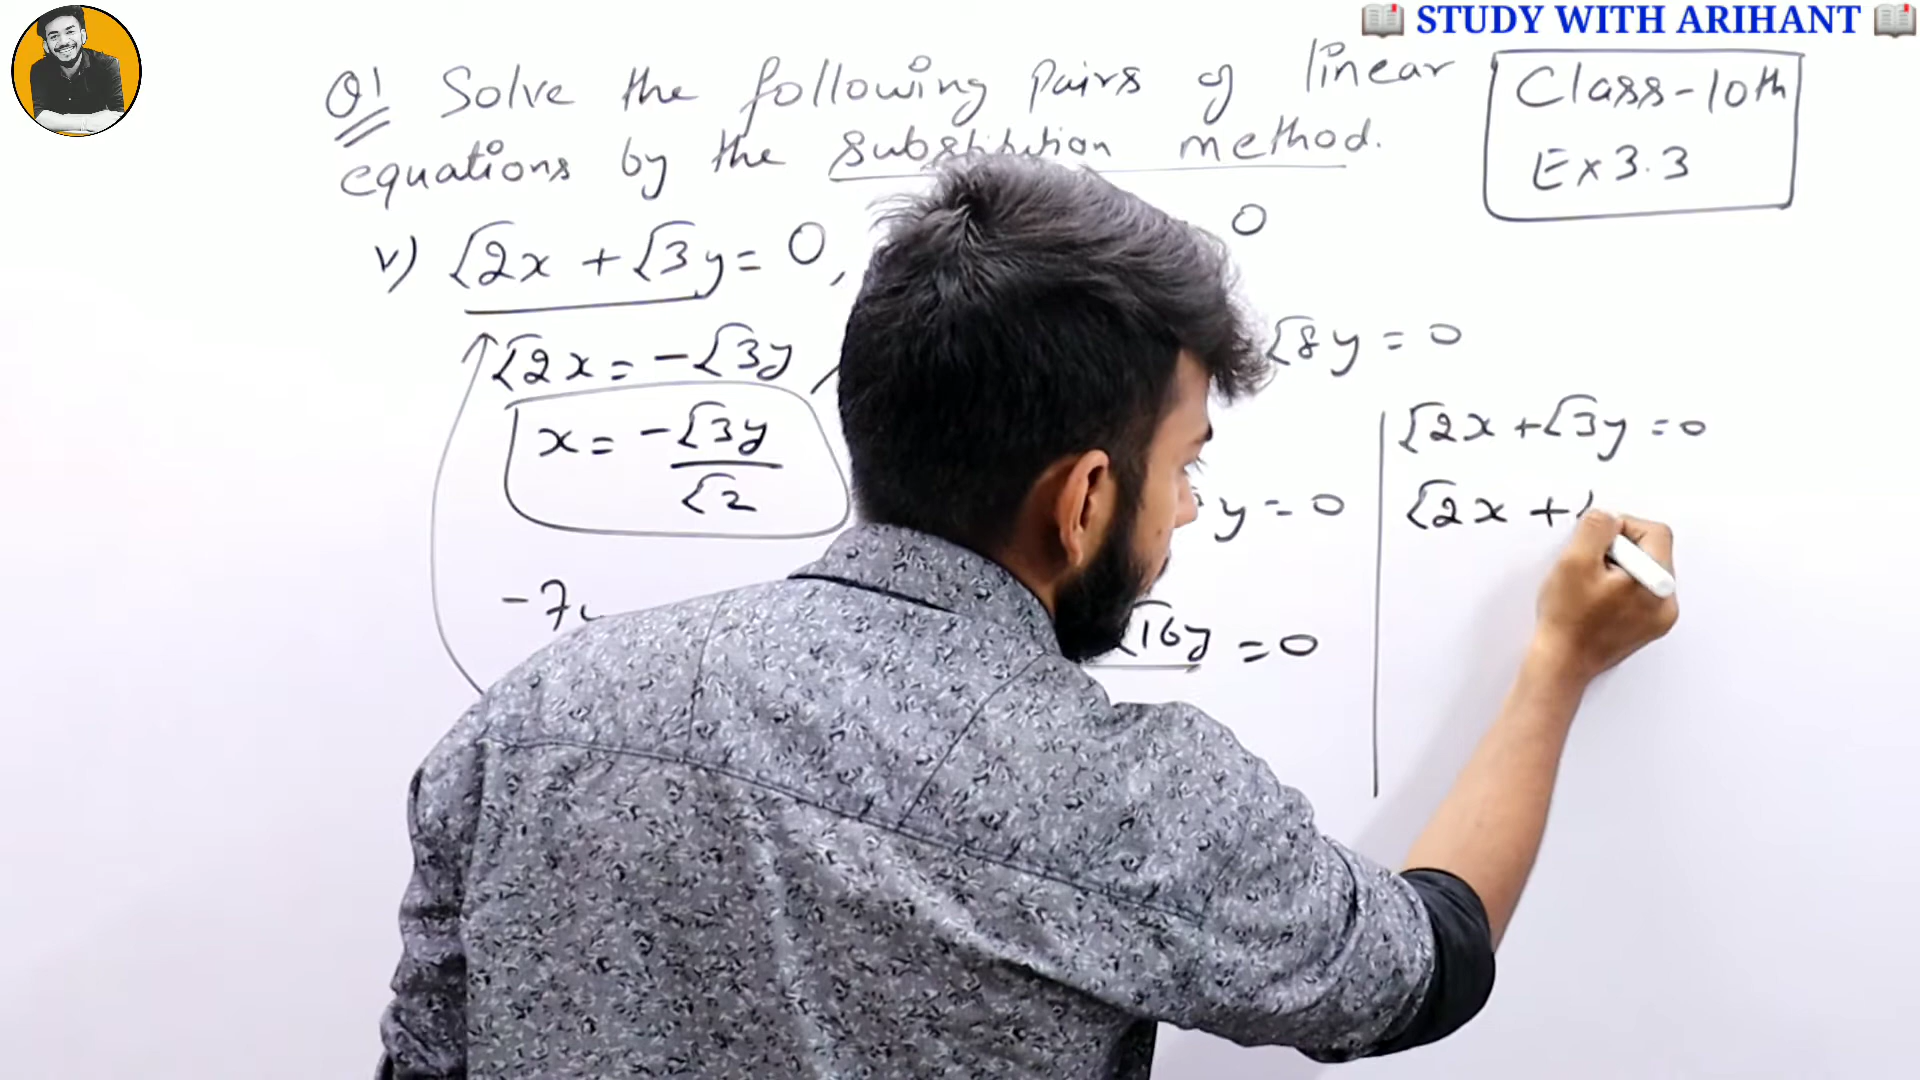 STUDY WITH ARIHANT
Q1 Solve the following pairs of linear
equations by the substitution method.
Class-10th
Ex 3.3
v) √2x + √3y = 0, 0
√2x = -√3y
√8y = 0
x = -√3y/√2
y = 0
-7
√16y = 0
√2x + √3y = 0
√2x +